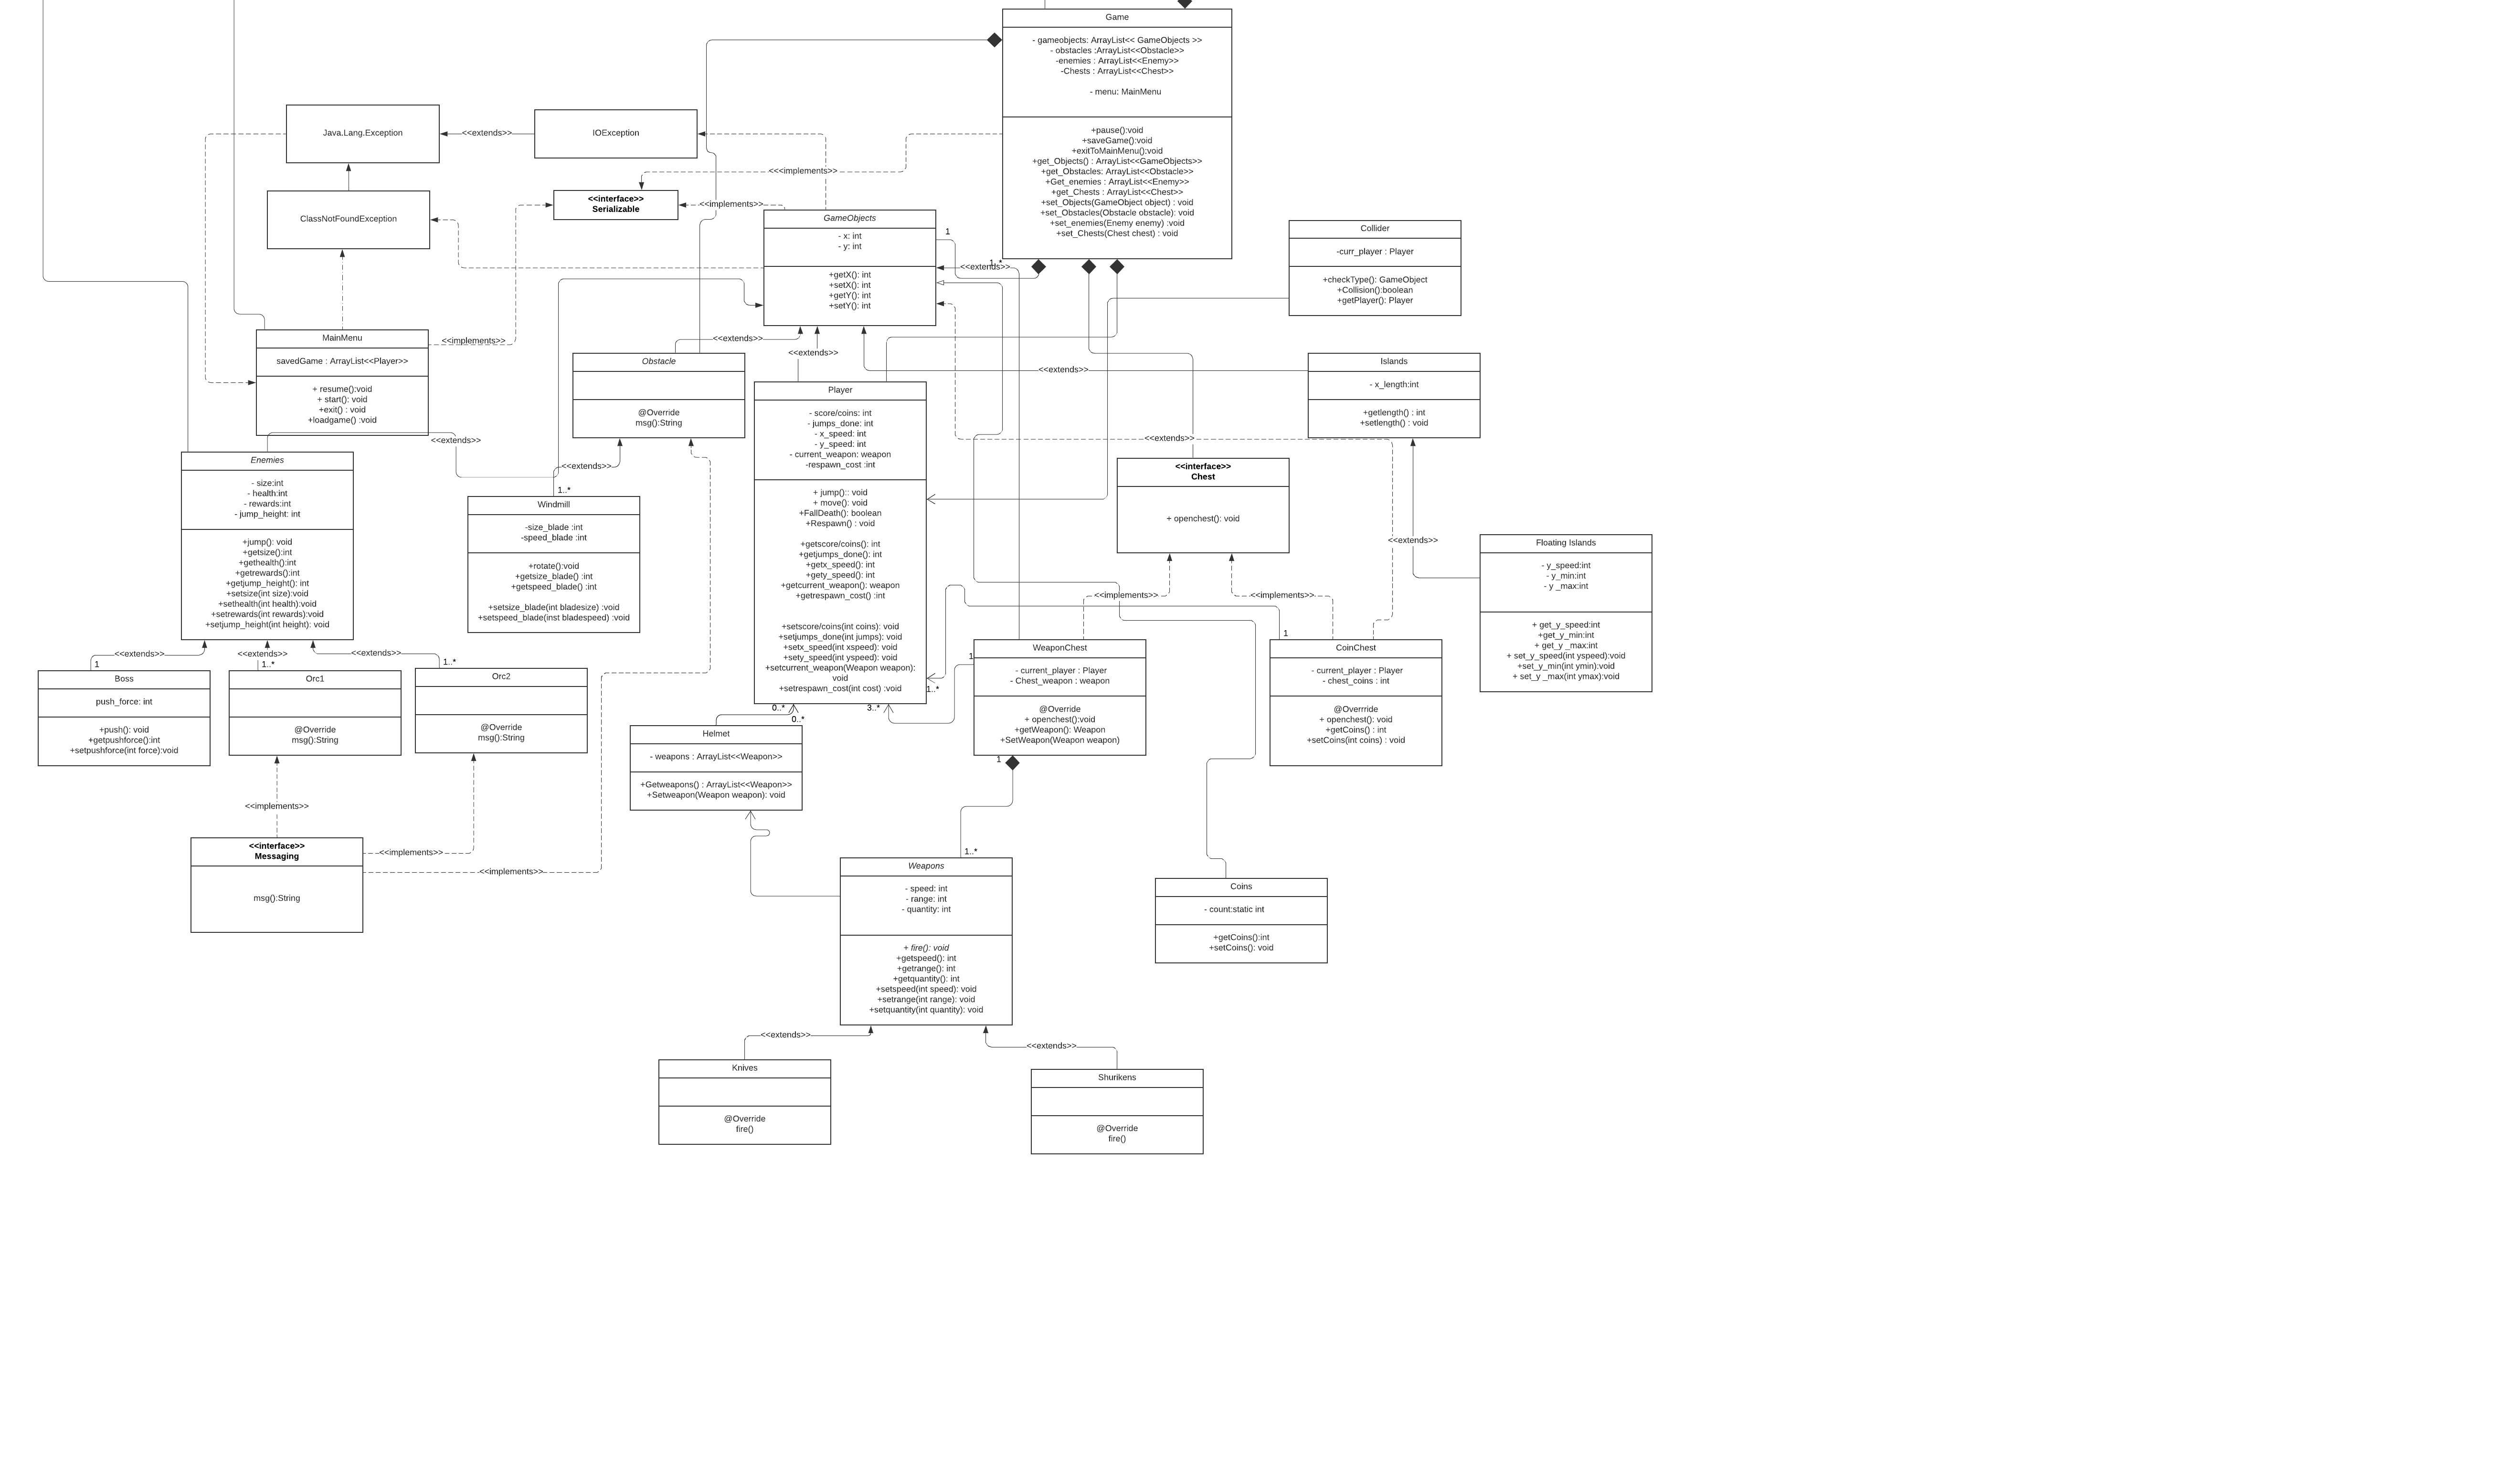 Game
- gameobjects: ArrayList<< GameObjects >>
- obstacles ;ArrayList<<Obstacle>>
-enemies : ArrayList<<Enemy>>
-Chests : ArrayList<<Chest>>
- menu: MainMenu
+pause():void
+saveGame():void
+exitToMainMenu():void
+get_Objects() : ArrayList<<GameObjects>>
+get_Obstacles: ArrayList<<Obstacle>>
+Get_enemies : ArrayList<<Enemy>>
+get_Chests : ArrayList<<Chest>>
+set_Objects(GameObject object) : void
+set_Obstacles(Obstacle obstacle): void
+set_enemies(Enemy enemy) :void
+set_Chests(Chest chest) : void
Java.Lang.Exception
<<extends>>
IOException
<<<implements>>
ClassNotFoundException
<<interface>>
Serializable
<<implements>>
GameObjects
- x: int
- y: int
+getX(): int
+setX(): int
+getY(): int
+setY(): int
1
1..*
<<extends>>
Collider
-curr_player : Player
+checkType(): GameObject
+Collision():boolean
+getPlayer(): Player
MainMenu
savedGame : ArrayList<<Player>>
+ resume():void
+ start(): void
+exit() : void
+loadgame() :void
<<implements>>
<<extends>>
<<extends>>
<<extends>>
Obstacle
@Override
msg():String
<<extends>>
Islands
- x_length:int
+getlength() : int
+setlength() : void
Player
- score/coins: int
- jumps_done: int
- x_speed: int
- y_speed: int
- current_weapon: weapon
-respawn_cost :int
+ jump():: void
+ move(): void
+FallDeath(): boolean
+Respawn() : void
+getscore/coins(): int
+getjumps_done(): int
+getx_speed(): int
+gety_speed(): int
+getcurrent_weapon(): weapon
+getrespawn_cost() :int
+setscore/coins(int coins): void
+setjumps_done(int jumps): void
+setx_speed(int xspeed): void
+sety_speed(int yspeed): void
+setcurrent_weapon(Weapon weapon):
void
+setrespawn_cost(int cost) :void
<<extends>>
Enemies
- size:int
- health:int
- rewards:int
- jump_height: int
+jump(): void
+getsize():int
+gethealth():int
+getrewards():int
+getjump_height(): int
+setsize(int size):void
+sethealth(int health):void
+setrewards(int rewards):void
+setjump_height(int height): void
<<extends>>
1..*
Windmill
-size_blade :int
-speed_blade :int
+rotate():void
+getsize_blade() :int
+getspeed_blade() :int
+setsize_blade(int bladesize) :void
+setspeed_blade(inst bladespeed) :void
<<interface>>
Chest
+ openchest(): void
<<extends>>
Floating Islands
- y_speed:int
- y_min:int
- y _max:int
+ get_y_speed:int
+get_y_min:int
+ get_y _max:int
+ set_y_speed(int yspeed):void
+set_y_min(int ymin):void
+ set_y _max(int ymax):void
<<implements>>
<<implements>>
1
<<extends>>
<<extends>>
<<extends>>
1
1..*
1..*
Boss
push_force: int
+push(): void
+getpushforce():int
+setpushforce(int force):void
Orc1
@Override
msg():String
Orc2
@Override
msg():String
1
1..*
WeaponChest
- current_player : Player
- Chest_weapon : weapon
@Override
+ openchest():void
+getWeapon(): Weapon
+SetWeapon(Weapon weapon)
CoinChest
- current_player : Player
- chest_coins : int
@Overrride
+ openchest(): void
+getCoins() : int
+setCoins(int coins) : void
0..*
0..*
3..*
Helmet
- weapons : ArrayList<<Weapon>>
+Getweapons() : ArrayList<<Weapon>>
+Setweapon(Weapon weapon): void
1
<<implements>>
<<interface>>
Messaging
msg():String
<<implements>>
<<implements>>
1..*
Weapons
- speed: int
- range: int
- quantity: int
+ fire(): void
+getspeed(): int
+getrange(): int
+getquantity(): int
+setspeed(int speed): void
+setrange(int range): void
+setquantity(int quantity): void
Coins
- count:static int
+getCoins():int
+setCoins(): void
<<extends>>
<<extends>>
Knives
@Override
fire()
Shurikens
@Override
fire()